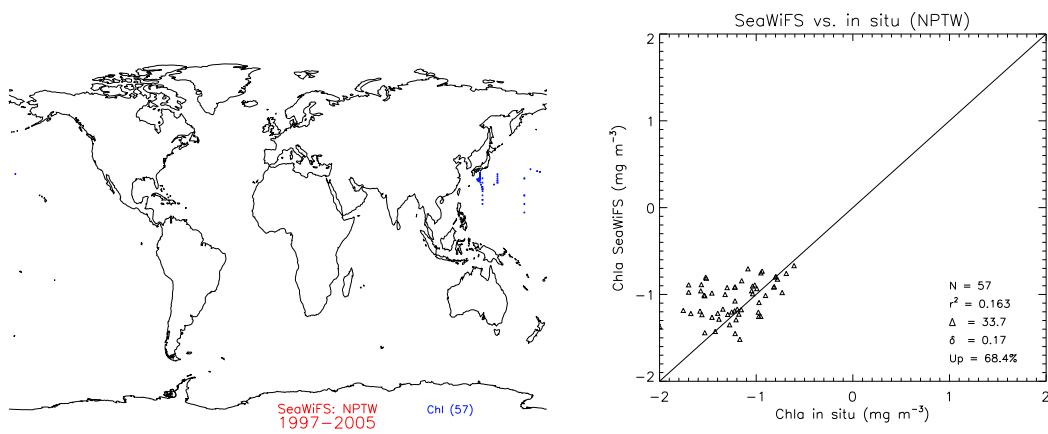 SeaWiFS: NPTW
1997−2005
Chl (57)
SeaWiFS vs. in situ (NPTW)
Chla SeaWiFS (mg m⁻³)
2
1
0
−1
−2
N = 57
r² = 0.163
Δ = 33.7
δ = 0.17
Up = 68.4%
−2 −1 0 1 2
Chla in situ (mg m⁻³)